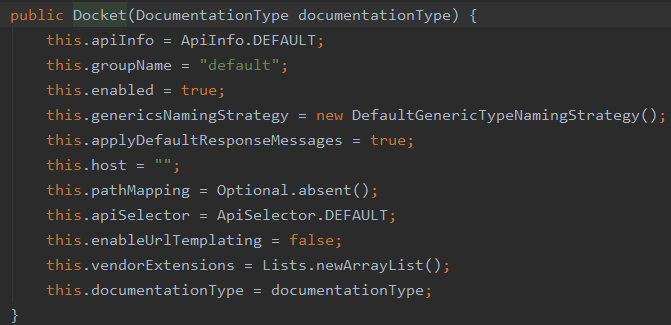 public Docket(DocumentationType documentationType) {
this.apiInfo = ApiInfo.DEFAULT;
this.groupName = "default";
this.enabled = true;
this.genericsNamingStrategy = new DefaultGenericTypeNamingStrategy();
this.applyDefaultResponseMessages = true;
this.host = "";
this.pathMapping = Optional.absent();
this.apiSelector = ApiSelector.DEFAULT;
this.enableUrlTemplating = false;
this.vendorExtensions = Lists.newArrayList();
this.documentationType = documentationType;
}